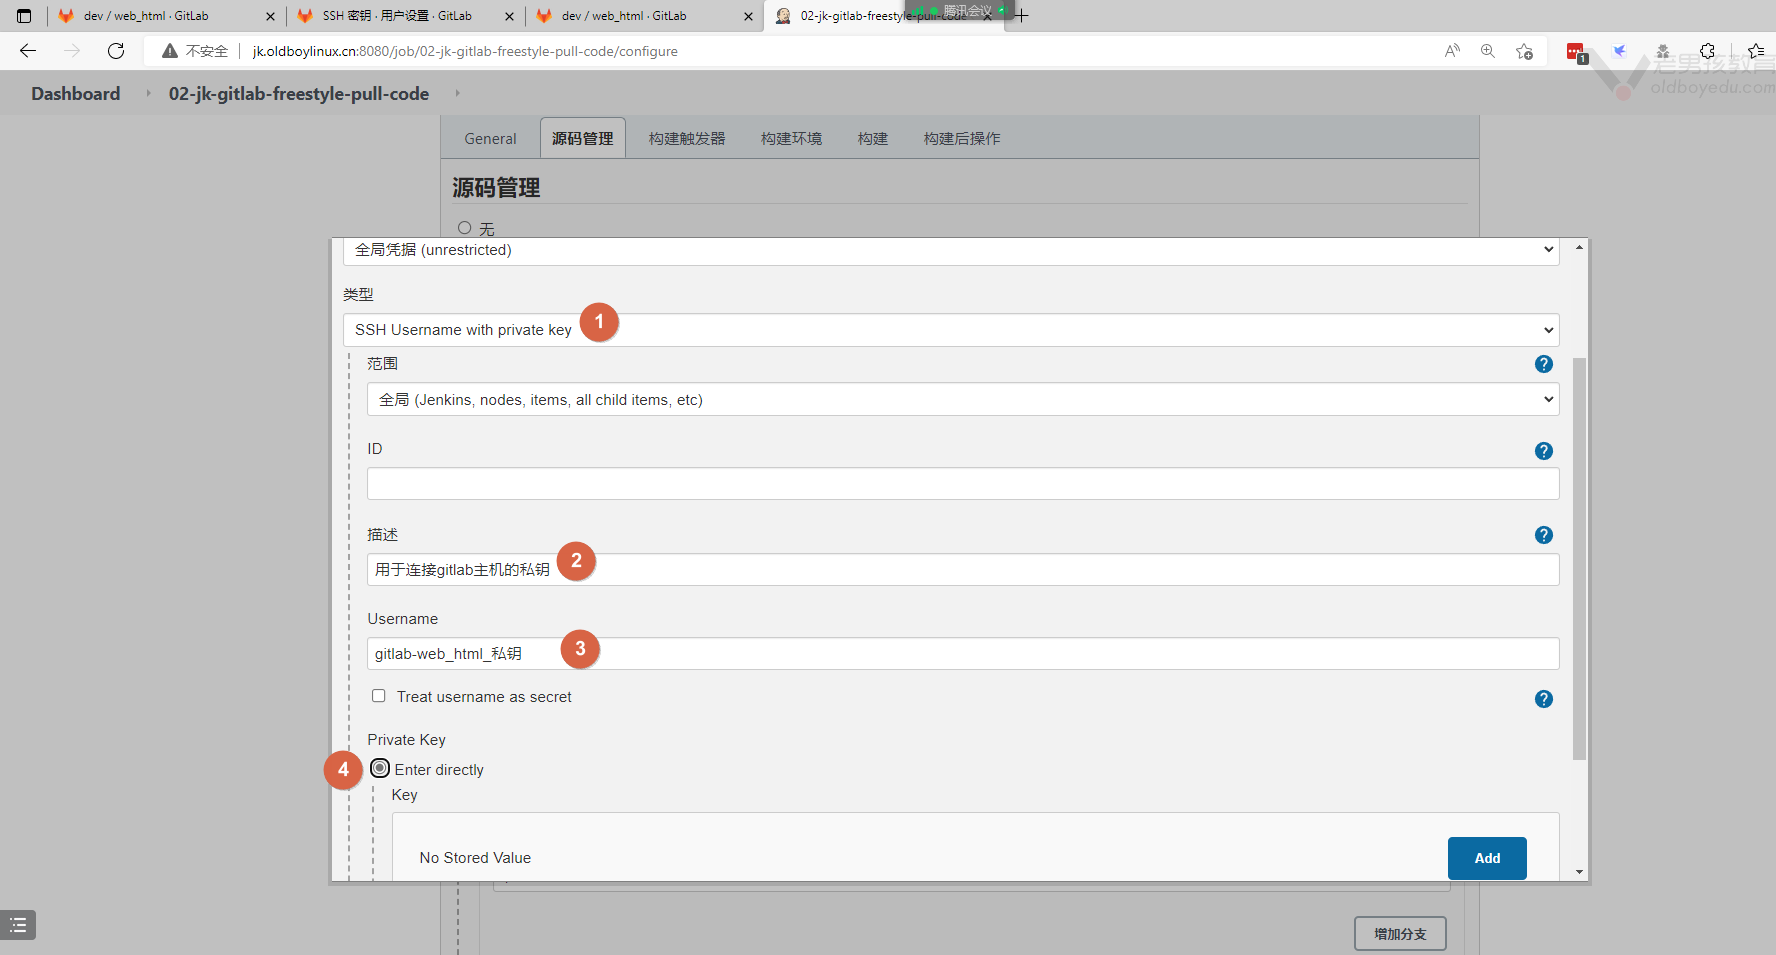 dev / web_html · GitLab
SSH 密钥 · 用户设置 · GitLab
dev / web_html · GitLab
02-jk-gitlab-freestyle-pull-code
腾讯会议
不安全
jk.oldboylinux.cn:8080/job/02-jk-gitlab-freestyle-pull-code/configure
1
老男孩教育
oldboyedu.com
Dashboard
02-jk-gitlab-freestyle-pull-code
General
源码管理
构建触发器
构建环境
构建
构建后操作
源码管理
无
全局凭据 (unrestricted)
类型
SSH Username with private key
1
范围
全局 (Jenkins, nodes, items, all child items, etc)
ID
描述
用于连接gitlab主机的私钥
2
Username
gitlab-web_html_私钥
3
Treat username as secret
Private Key
4
Enter directly
Key
No Stored Value
Add
增加分支